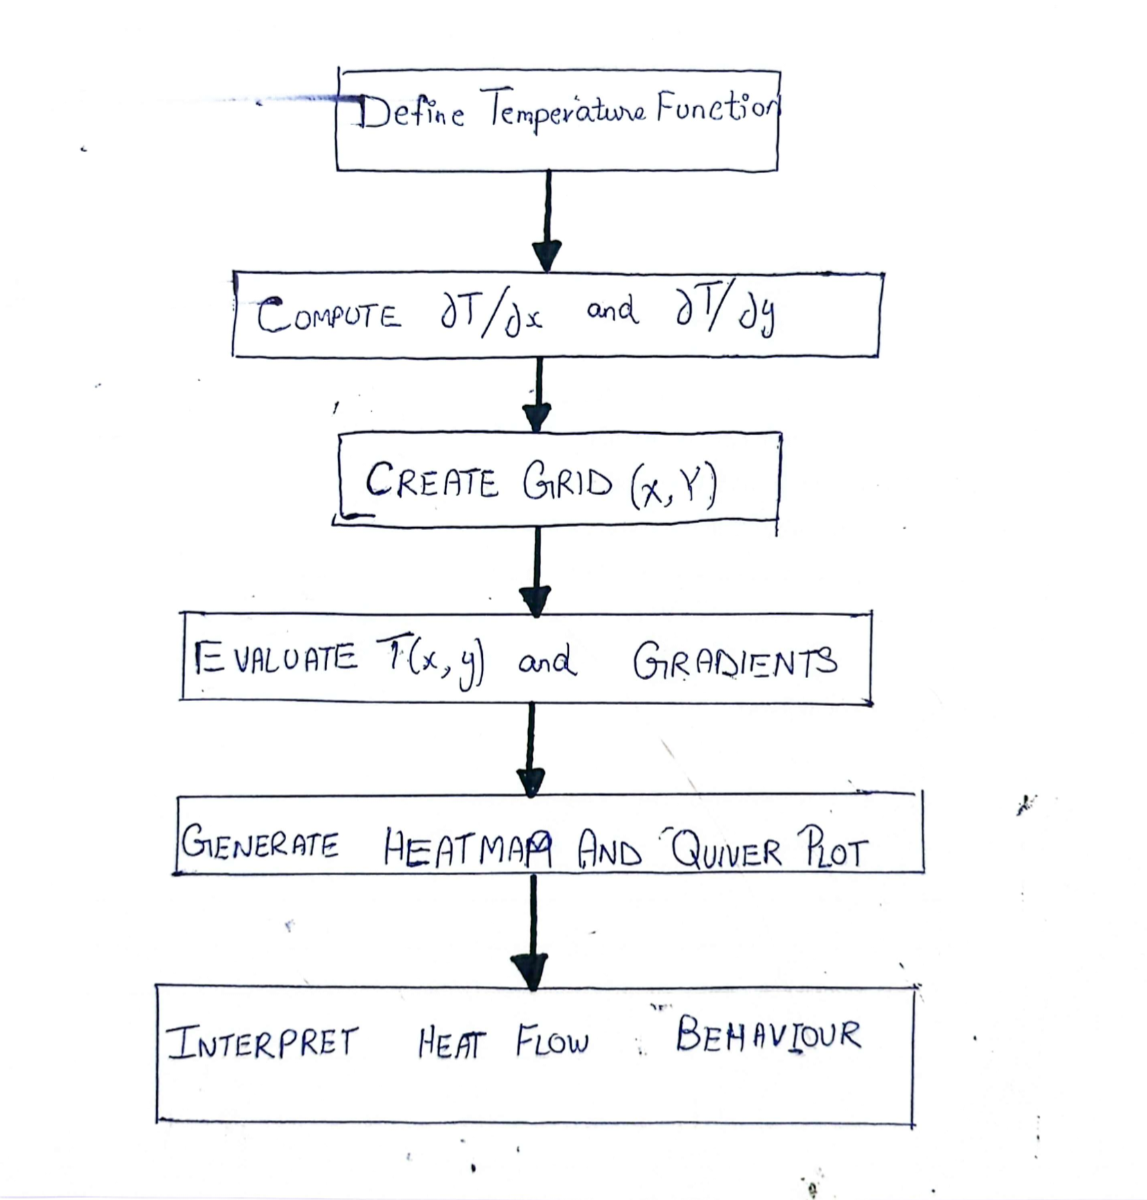 Define Temperature Function
COMPUTE ∂T/∂x and ∂T/∂y
CREATE GRID (X,Y)
EVALUATE T(x,y) and GRADIENTS
GENERATE HEATMAP AND QUIVER PLOT
INTERPRET HEAT FLOW BEHAVIOUR